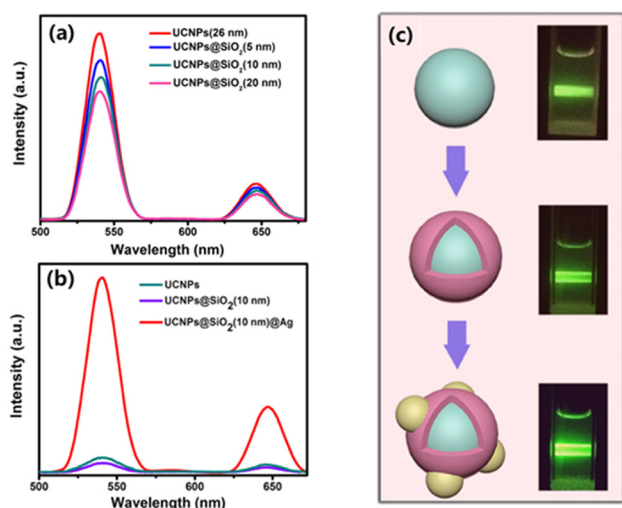 (a)
UCNPs(26 nm)
UCNPs@SiO₂(5 nm)
UCNPs@SiO₂(10 nm)
UCNPs@SiO₂(20 nm)
Intensity (a.u.)
500 550 600 650
Wavelength (nm)
(b)
UCNPs
UCNPs@SiO₂(10 nm)
UCNPs@SiO₂(10 nm)@Ag
Intensity (a.u.)
500 550 600 650
Wavelength (nm)
(c)